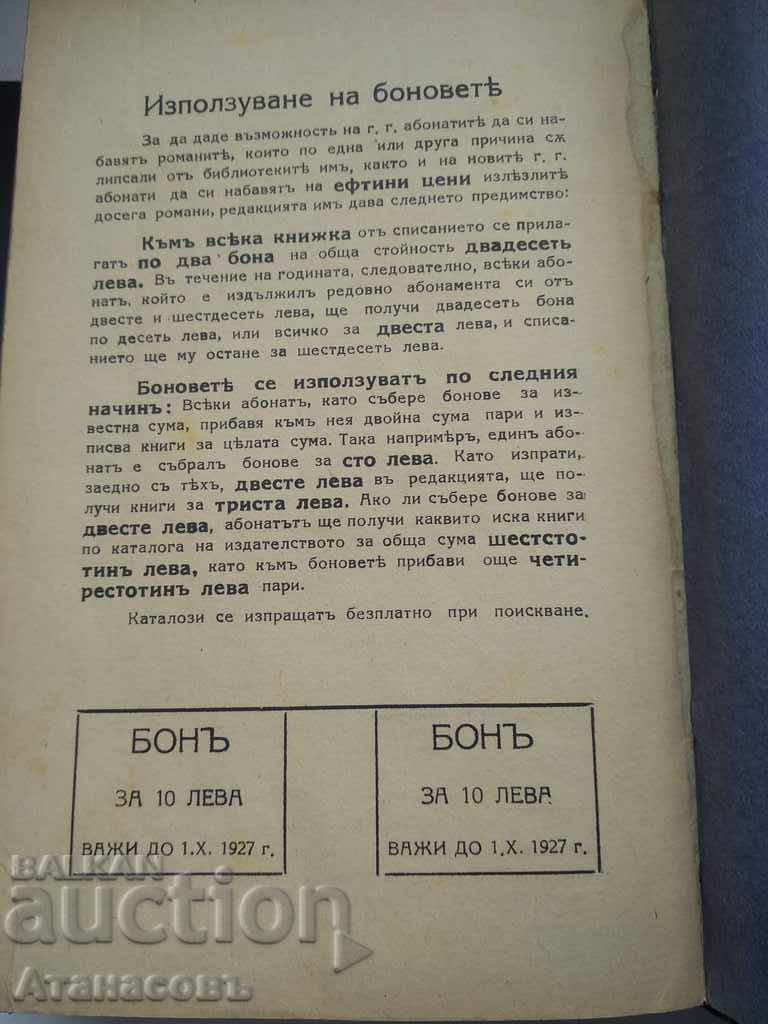 Използуване на боноветѣ
За да даде възможность на г. г. абонатите да си на-
бавятъ романитѣ, които по една или друга причина сѫ
липсали отъ библиотеките имъ, както и на новитѣ г. г.
абонати да си набавятъ на ефтини цени излѣзлитѣ
досега романи, редакцията имъ дава следнето предимство:
Къмъ всѣка книжка отъ списанието се прила-
гатъ по два бона на обща стойность двадесеть
лева. Въ течение на годината, следователно, всѣки або-
натъ, който е издължил редовно абонамента си отъ
двесте и шестдесеть лева, ще получи двадесеть бона
по десеть лева, или всичко за двеста лева, и списа-
нието ще му остане за шестдесеть лева.
Боноветѣ се използуватъ по следния
начинъ: Всѣки абонатъ, като събере бонове за из-
вестна сума, прибавя къмъ нея двойна сума пари и из-
писва книги за цѣлата сума. Така напримѣръ, единъ або-
натъ е събралъ бонове за сто лева. Като изпрати,
заедно съ тѣхъ, двесте лева въ редакцията, ще по-
лучи книги за триста лева. Ако ли събере бонове за
двесте лева, абонатътъ ще получи каквито иска книги
по каталога на издателството за обща сума шестсто-
тинъ лева, като къмъ боноветѣ прибави още чети-
рестотинъ лева пари.
Каталози се изпращатъ безплатно при поискване.
БОНЪ
ЗА 10 ЛЕВА
ВАЖИ ДО 1.X. 1927 г.
БОНЪ
ЗА 10 ЛЕВА
ВАЖИ ДО 1.X. 1927 г.
BALKAN
auction
Атанасовъ